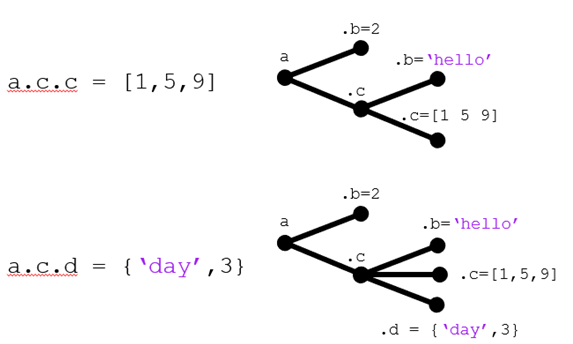 .b=2
a
.b=‘hello’
a.c.c = [1,5,9]
.c
.c=[1 5 9]
.b=2
a
.b=‘hello’
.c
a.c.d = {‘day’,3}
.c=[1,5,9]
.d = {‘day’,3}